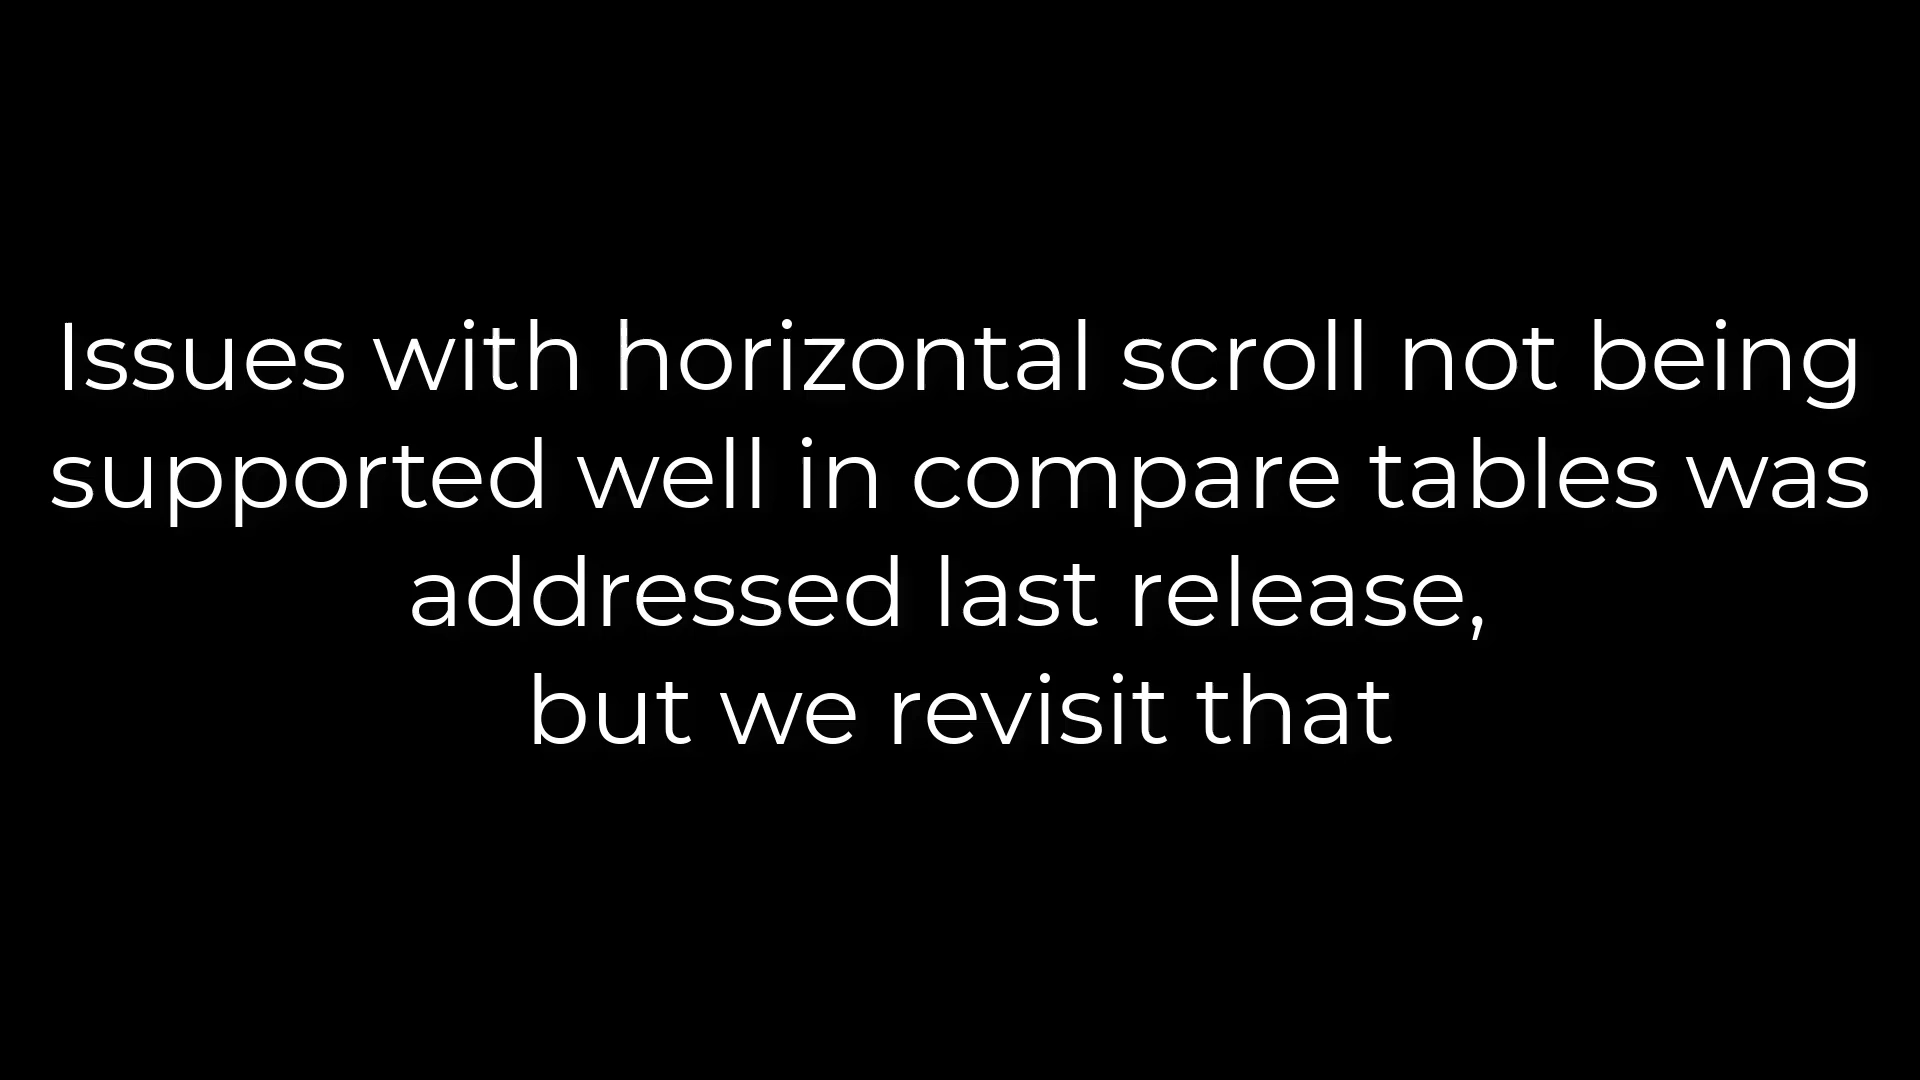 Issues with horizontal scroll not being
supported well in compare tables was
addressed last release,
but we revisit that